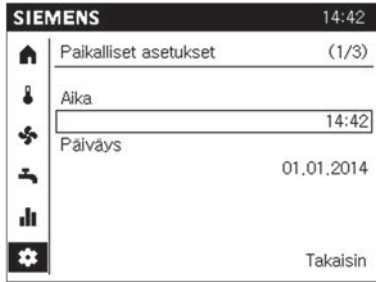 SIEMENS 14:42
Paikalliset asetukset (1/3)
Aika
14:42
Päiväys
01.01.2014
Takaisin